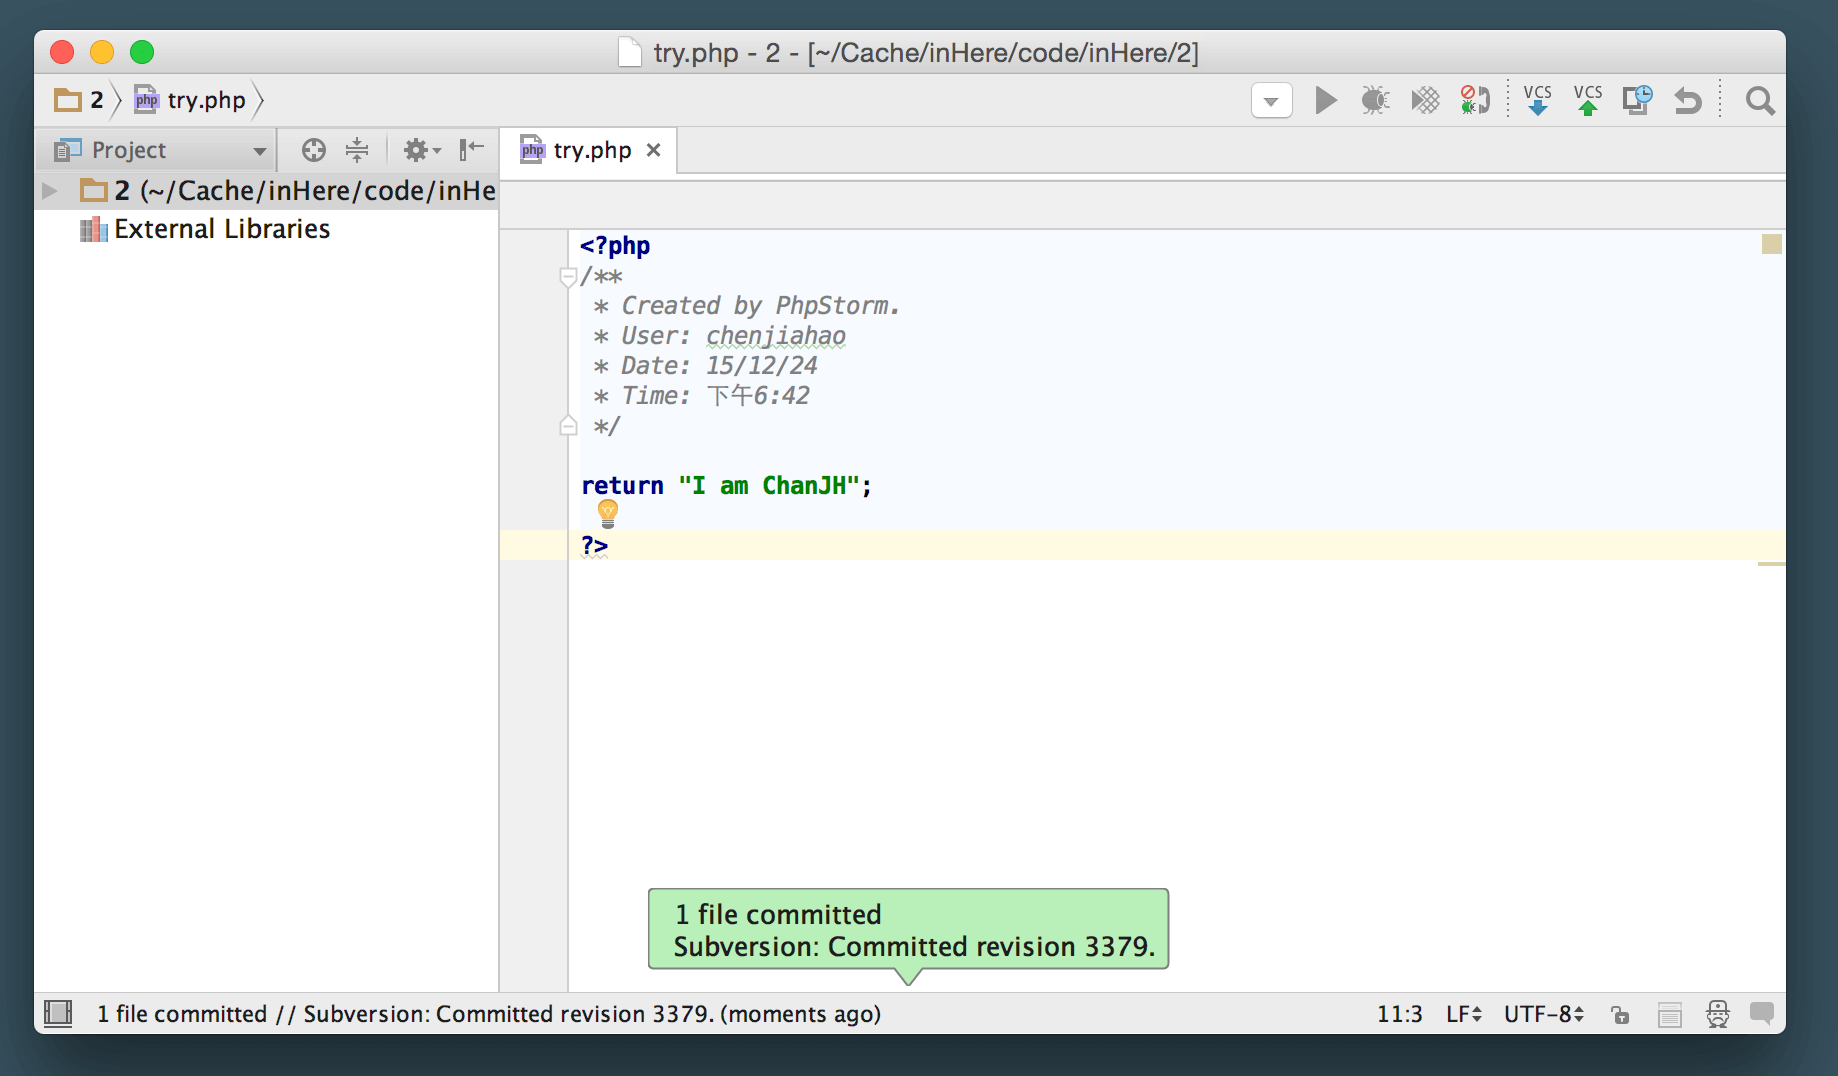 try.php - 2 - [~/Cache/inHere/code/inHere/2]
2 php try.php
VCS VCS
Project
php try.php
2 (~/Cache/inHere/code/inHe
External Libraries
<?php
/**
* Created by PhpStorm.
* User: chenjiahao
* Date: 15/12/24
* Time: 下午6:42
*/
return "I am ChanJH";
?>
1 file committed
Subversion: Committed revision 3379.
1 file committed // Subversion: Committed revision 3379. (moments ago)
11:3 LF UTF-8